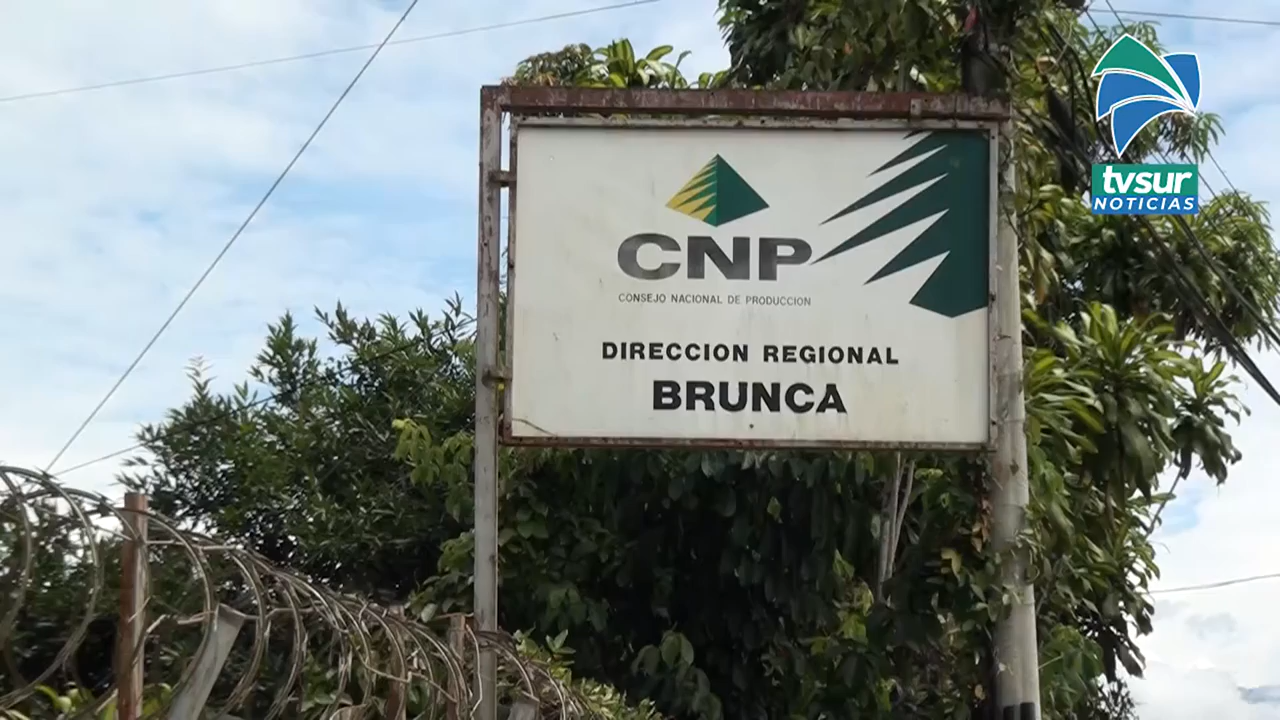 tvsur
NOTICIAS
CNP
CONSEJO NACIONAL DE PRODUCCION
DIRECCION REGIONAL
BRUNCA